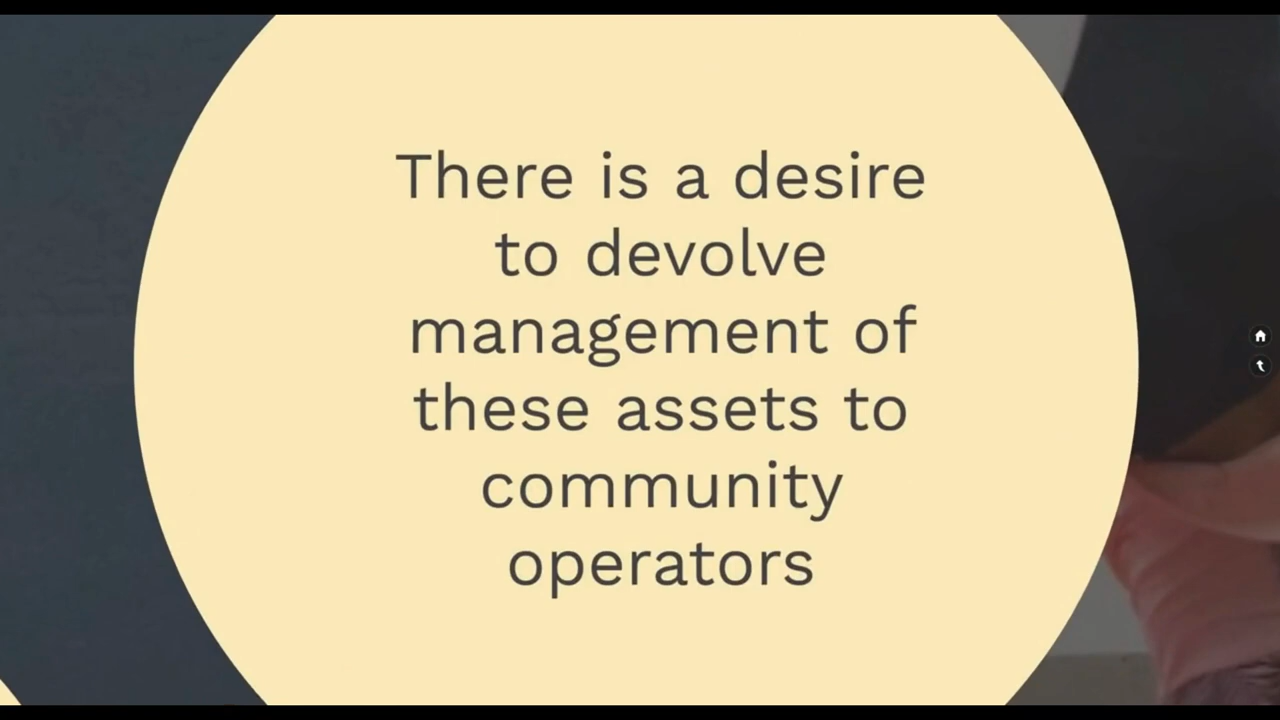 There is a desire
to devolve
management of
these assets to
community
operators